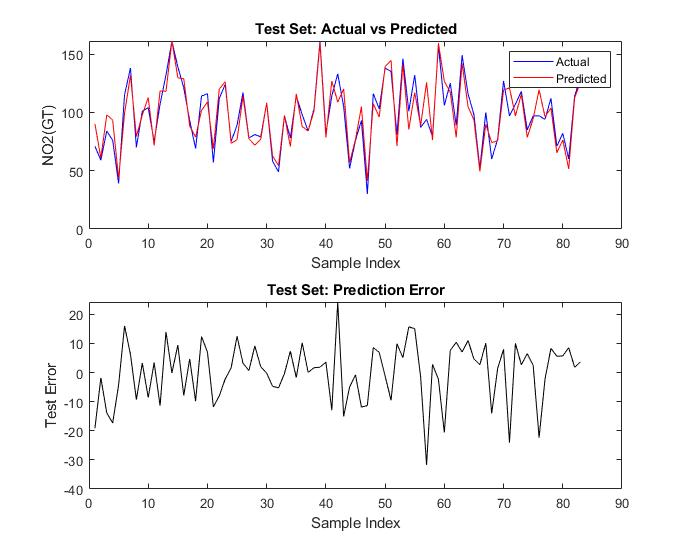 Test Set: Actual vs Predicted
150
100
50
0
NO2(GT)
Actual
Predicted
0 10 20 30 40 50 60 70 80 90
Sample Index
Test Set: Prediction Error
20
10
0
-10
-20
-30
-40
Test Error
0 10 20 30 40 50 60 70 80 90
Sample Index